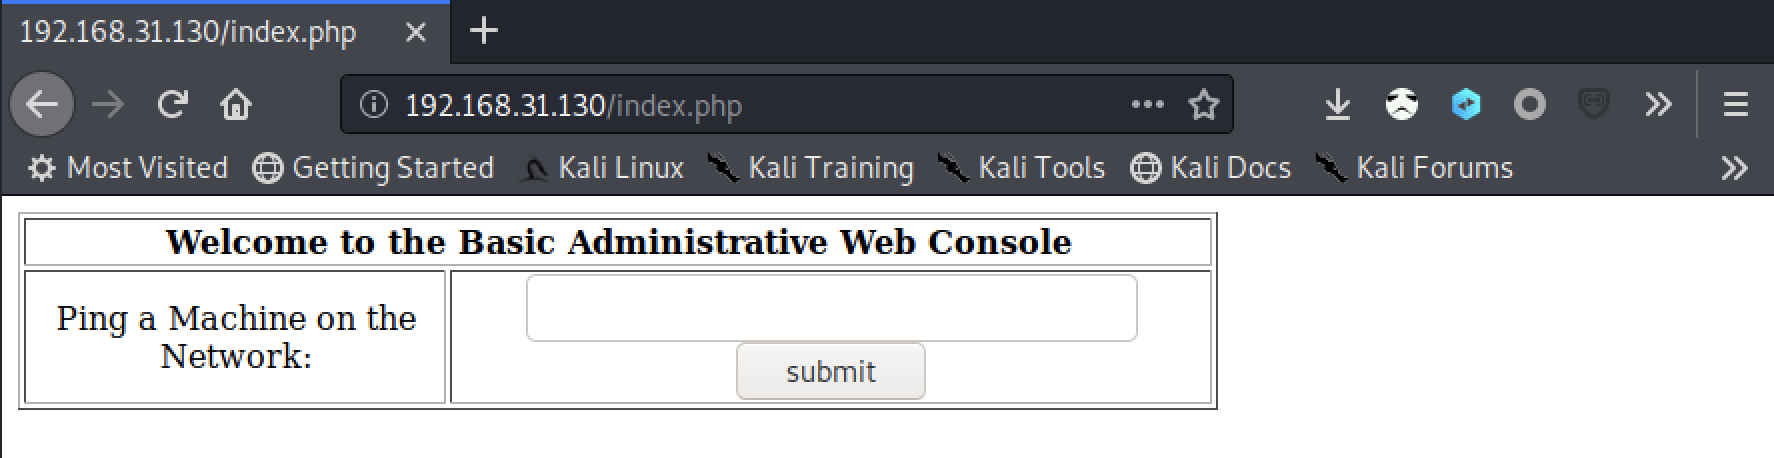 192.168.31.130/index.php
192.168.31.130/index.php
Most Visited Getting Started Kali Linux Kali Training Kali Tools Kali Docs Kali Forums
Welcome to the Basic Administrative Web Console
Ping a Machine on the
Network:
submit